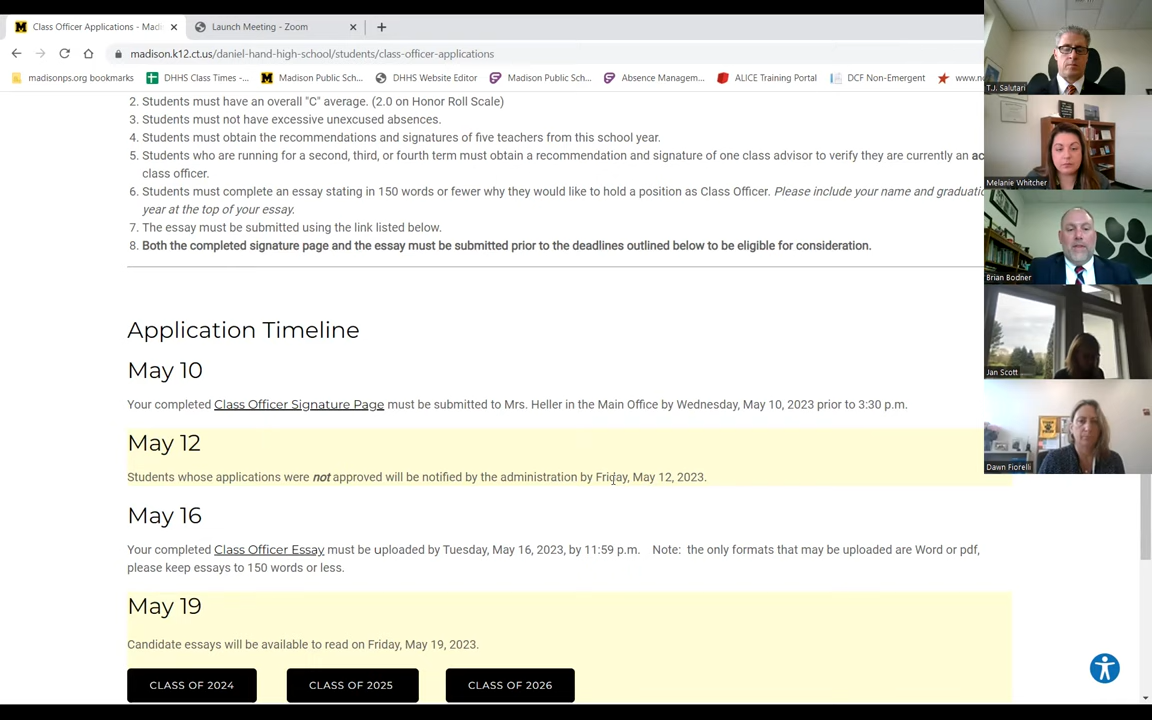 Class Officer Applications - Mad
Launch Meeting - Zoom
madison.k12.ct.us/daniel-hand-high-school/students/class-officer-applications
madisonps.org bookmarks
DHHS Class Times -...
Madison Public Sch...
DHHS Website Editor
Madison Public Sch...
Absence Managem...
ALICE Training Portal
DCF Non-Emergent
www.n
2. Students must have an overall "C" average. (2.0 on Honor Roll Scale)
3. Students must not have excessive unexcused absences.
4. Students must obtain the recommendations and signatures of five teachers from this school year.
5. Students who are running for a second, third, or fourth term must obtain a recommendation and signature of one class advisor to verify they are currently an ac
class officer.
6. Students must complete an essay stating in 150 words or fewer why they would like to hold a position as Class Officer. Please include your name and graduati
year at the top of your essay.
7. The essay must be submitted using the link listed below.
8. Both the completed signature page and the essay must be submitted prior to the deadlines outlined below to be eligible for consideration.
Application Timeline
May 10
Your completed Class Officer Signature Page must be submitted to Mrs. Heller in the Main Office by Wednesday, May 10, 2023 prior to 3:30 p.m.
May 12
Students whose applications were not approved will be notified by the administration by Friday, May 12, 2023.
May 16
Your completed Class Officer Essay must be uploaded by Tuesday, May 16, 2023, by 11:59 p.m. Note: the only formats that may be uploaded are Word or pdf,
please keep essays to 150 words or less.
May 19
Candidate essays will be available to read on Friday, May 19, 2023.
CLASS OF 2024
CLASS OF 2025
CLASS OF 2026
T.J. Salutari
Melanie Whitcher
Brian Bodner
Jan Scott
Dawn Fiorelli